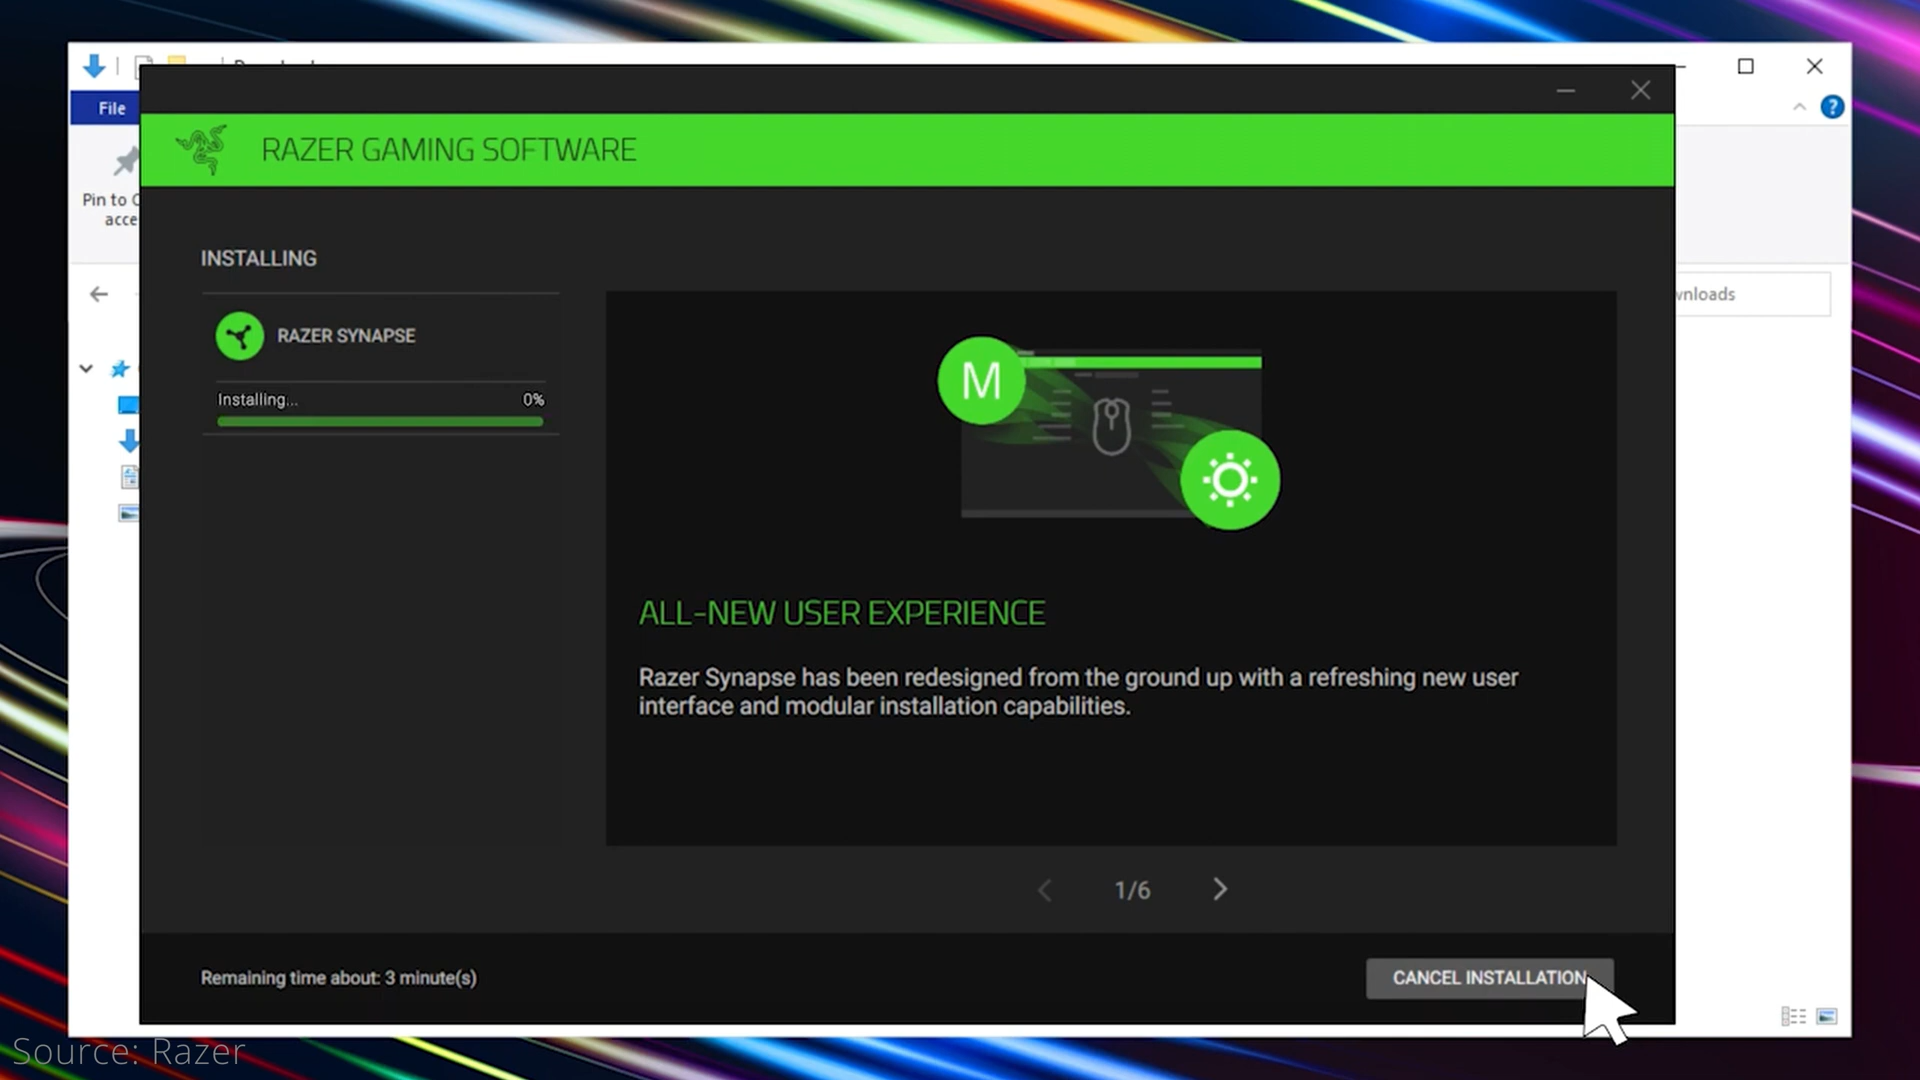 File
Pin to
RAZER GAMING SOFTWARE
INSTALLING
RAZER SYNAPSE
Installing...
0%
M
ALL-NEW USER EXPERIENCE
Razer Synapse has been redesigned from the ground up with a refreshing new user
interface and modular installation capabilities.
1/6
Remaining time about: 3 minute(s)
CANCEL INSTALLATION
Source: Razer